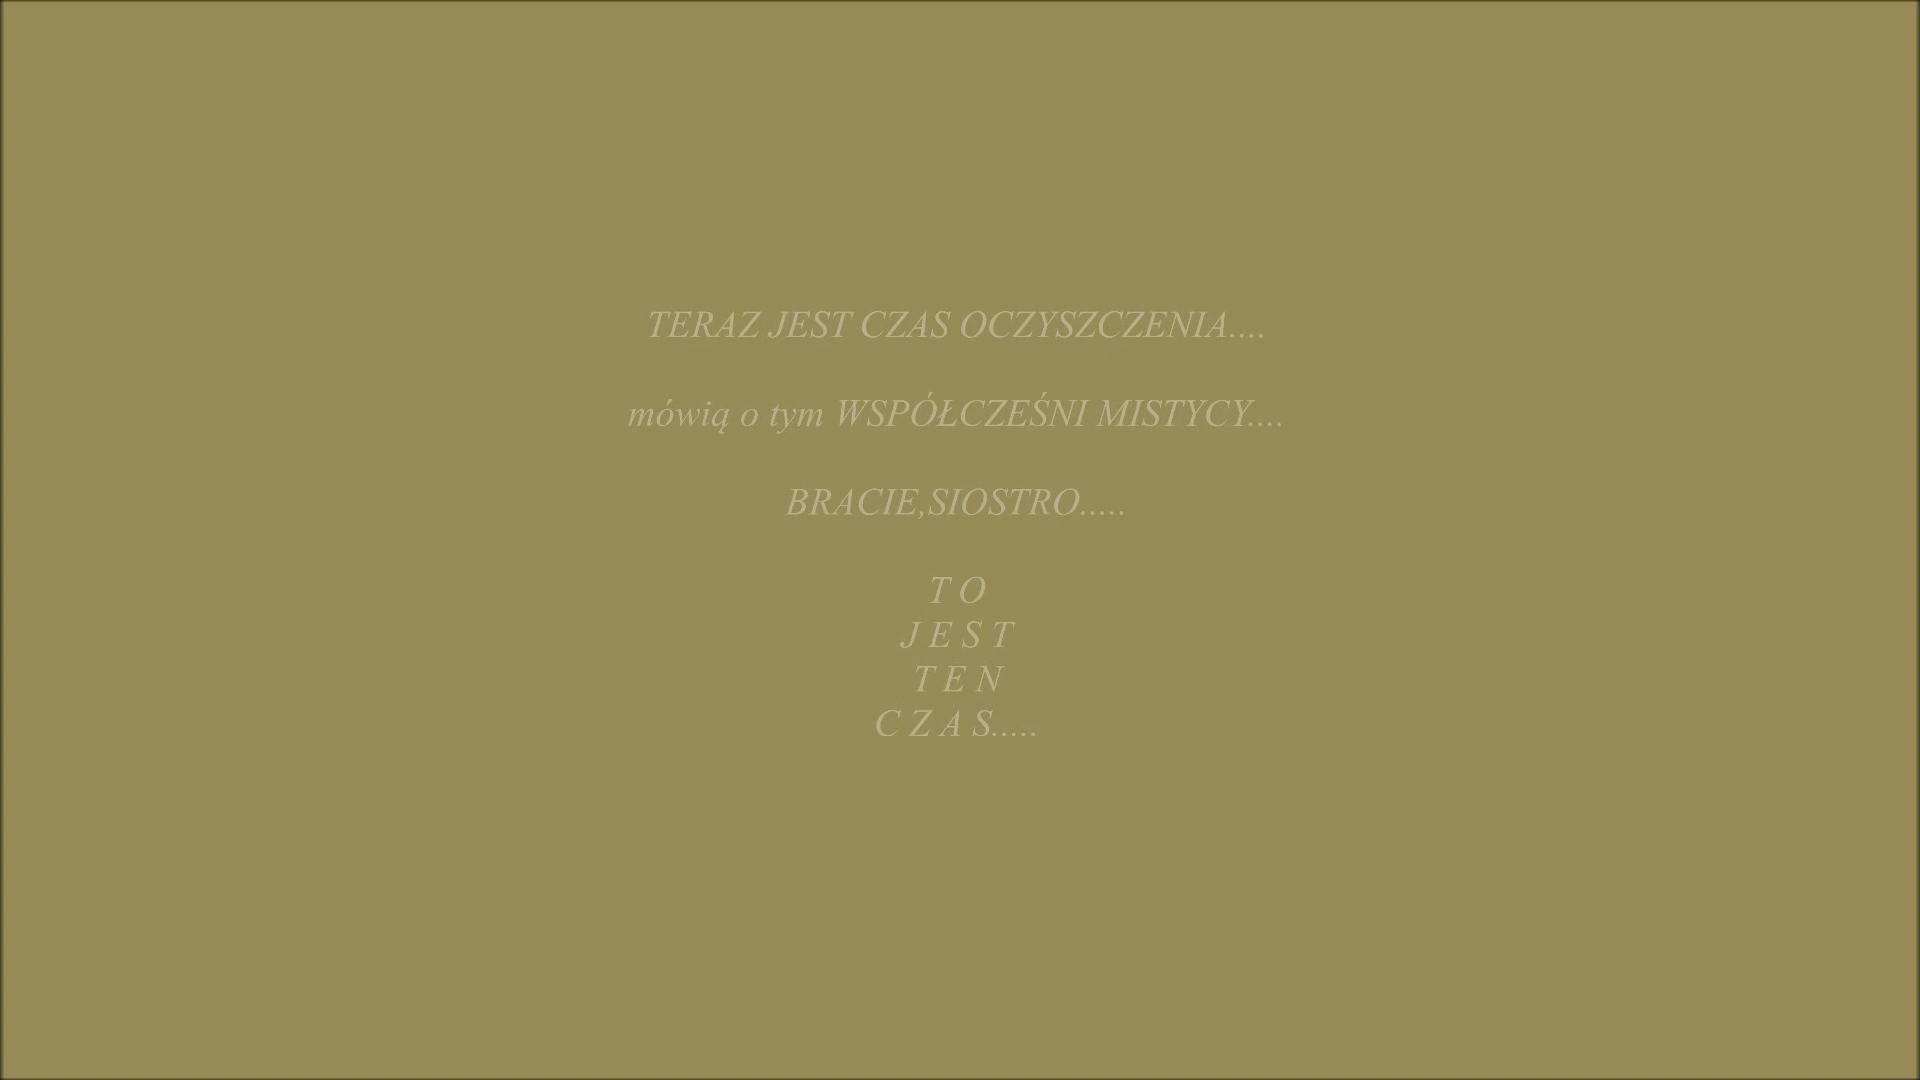 TERAZ JEST CZAS OCZYSZCZENIA....
mówią o tym WSPÓŁCZEŚNI MISTYCY....
BRACIE,SIOSTRO.....
T O
J E S T
T E N
C Z A S.....